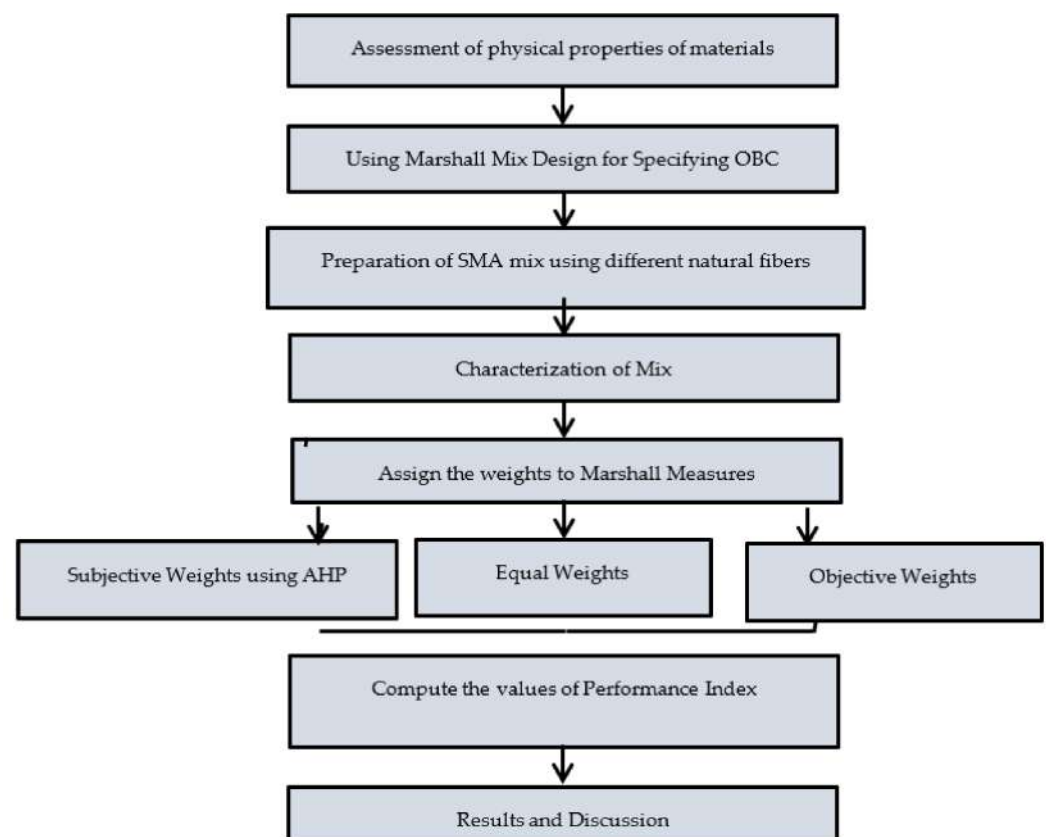 Assessment of physical properties of materials
Using Marshall Mix Design for Specifying OBC
Preparation of SMA mix using different natural fibers
Characterization of Mix
Assign the weights to Marshall Measures
Subjective Weights using AHP
Equal Weights
Objective Weights
Compute the values of Performance Index
Results and Discussion